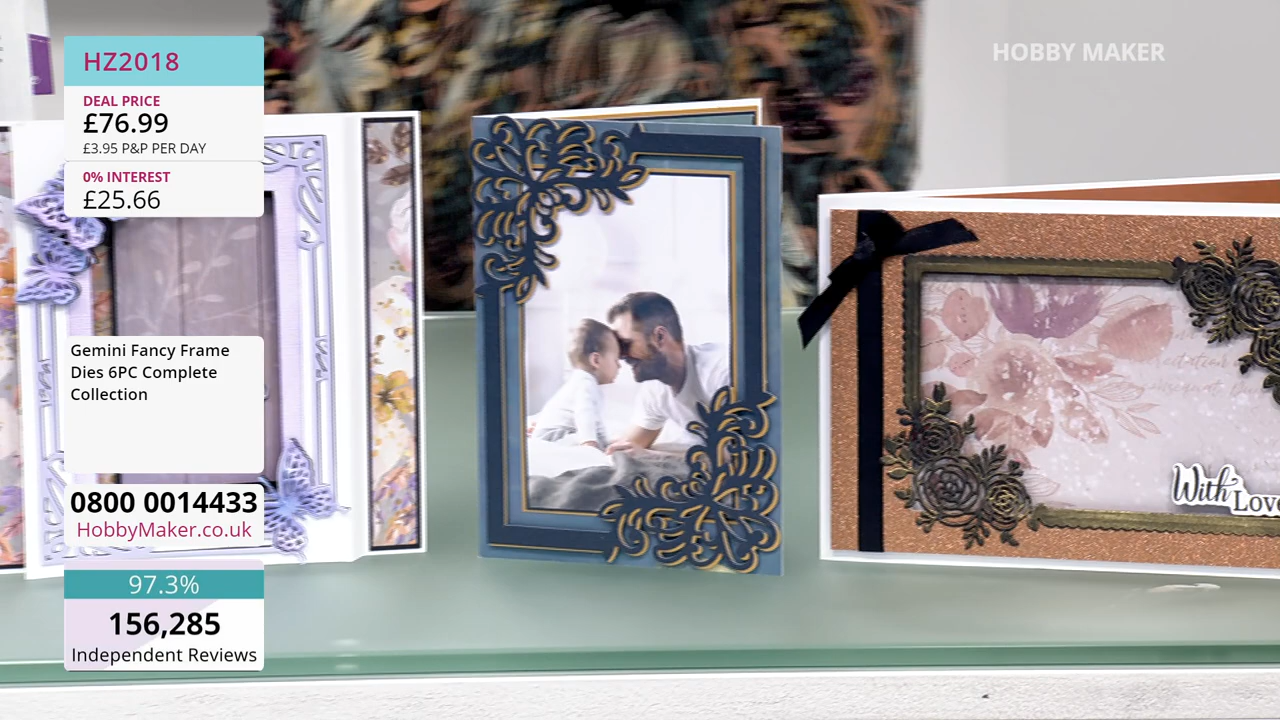 HZ2018
DEAL PRICE
£76.99
£3.95 P&P PER DAY
0% INTEREST
£25.66
Gemini Fancy Frame
Dies 6PC Complete
Collection
0800 0014433
HobbyMaker.co.uk
97.3%
156,285
Independent Reviews
HOBBY MAKER
With
Love